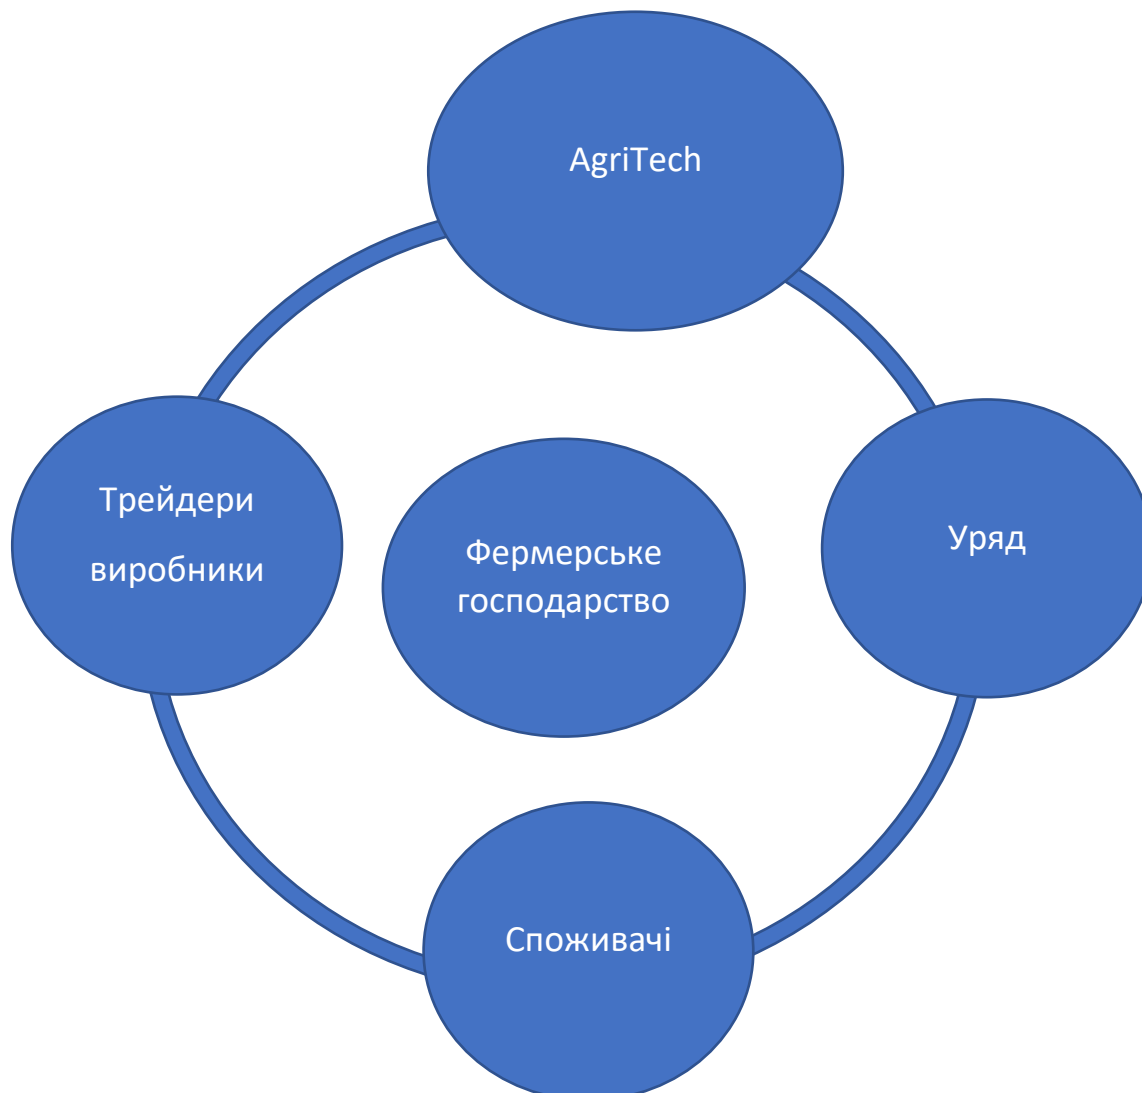 AgriTech
Трейдери
виробники
Фермерське
господарство
Уряд
Споживачі